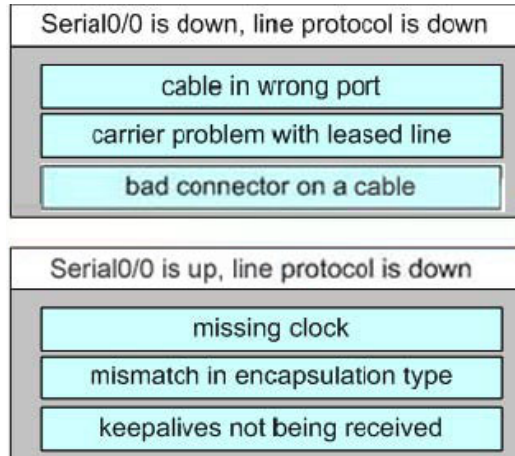 Serial0/0 is down, line protocol is down
cable in wrong port
carrier problem with leased line
bad connector on a cable
Serial0/0 is up, line protocol is down
missing clock
mismatch in encapsulation type
keepalives not being received